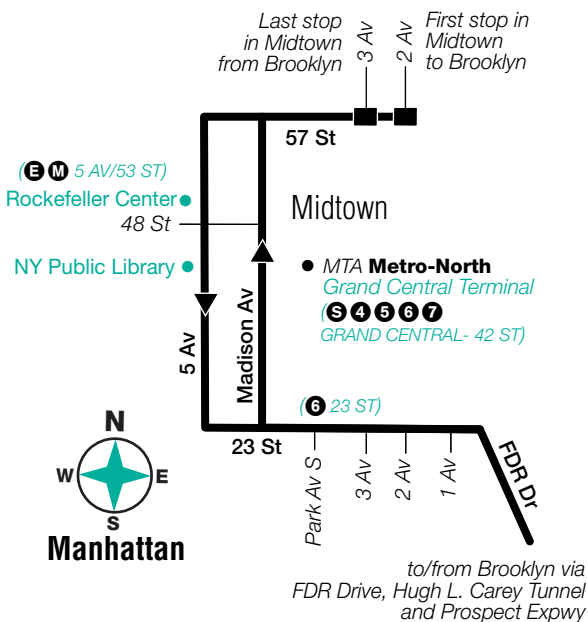 Last stop
in Midtown
from Brooklyn
3 Av
2 Av
First stop in
Midtown
to Brooklyn
57 St
(E M 5 AV/53 ST)
Rockefeller Center
48 St
Midtown
NY Public Library
MTA Metro-North
Grand Central Terminal
(S 4 5 6 7
GRAND CENTRAL- 42 ST)
5 Av
Madison Av
(6 23 ST)
23 St
Park Av S
3 Av
2 Av
1 Av
FDR Dr
N
W
E
S
Manhattan
to/from Brooklyn via
FDR Drive, Hugh L. Carey Tunnel
and Prospect Expwy